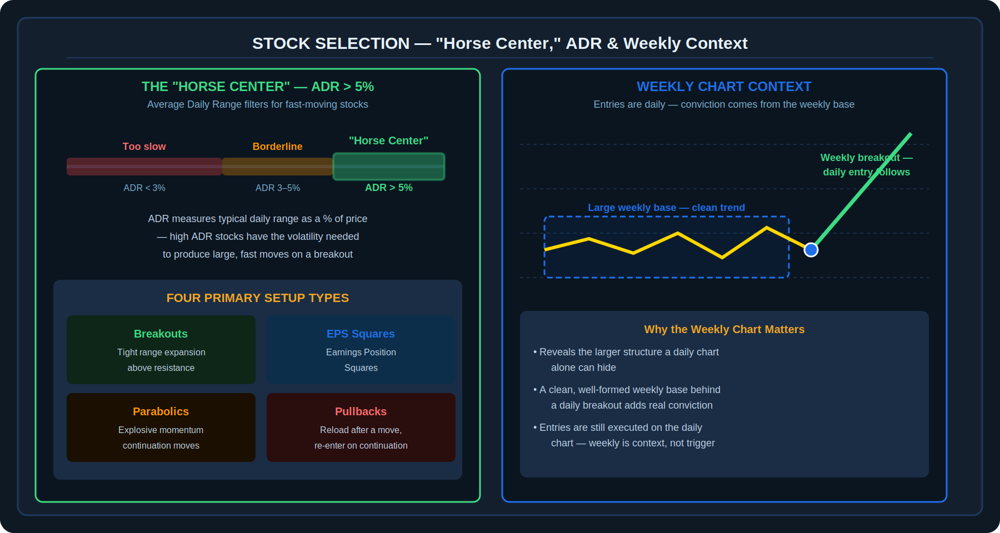 STOCK SELECTION — "Horse Center," ADR & Weekly Context
THE "HORSE CENTER" — ADR > 5%
Average Daily Range filters for fast-moving stocks
Too slow
Borderline
"Horse Center"
ADR < 3%
ADR 3–5%
ADR > 5%
ADR measures typical daily range as a % of price
— high ADR stocks have the volatility needed
to produce large, fast moves on a breakout
FOUR PRIMARY SETUP TYPES
Breakouts
Tight range expansion
above resistance
EPS Squares
Earnings Position
Squares
Parabolics
Explosive momentum
continuation moves
Pullbacks
Reload after a move,
re-enter on continuation
WEEKLY CHART CONTEXT
Entries are daily — conviction comes from the weekly base
Weekly breakout —
daily entry follows
Large weekly base — clean trend
Why the Weekly Chart Matters
• Reveals the larger structure a daily chart
alone can hide
• A clean, well-formed weekly base behind
a daily breakout adds real conviction
• Entries are still executed on the daily
chart — weekly is context, not trigger